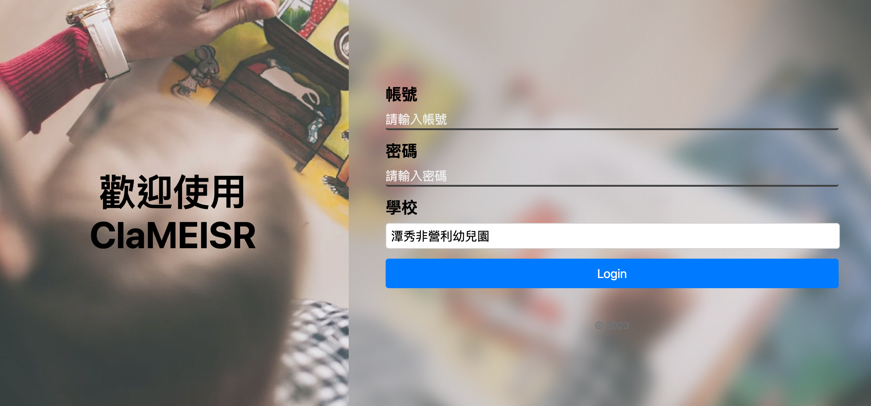 歡迎使用
ClaMEISR
帳號
請輸入帳號
密碼
請輸入密碼
學校
潭秀非營利幼兒園
Login
© 2023